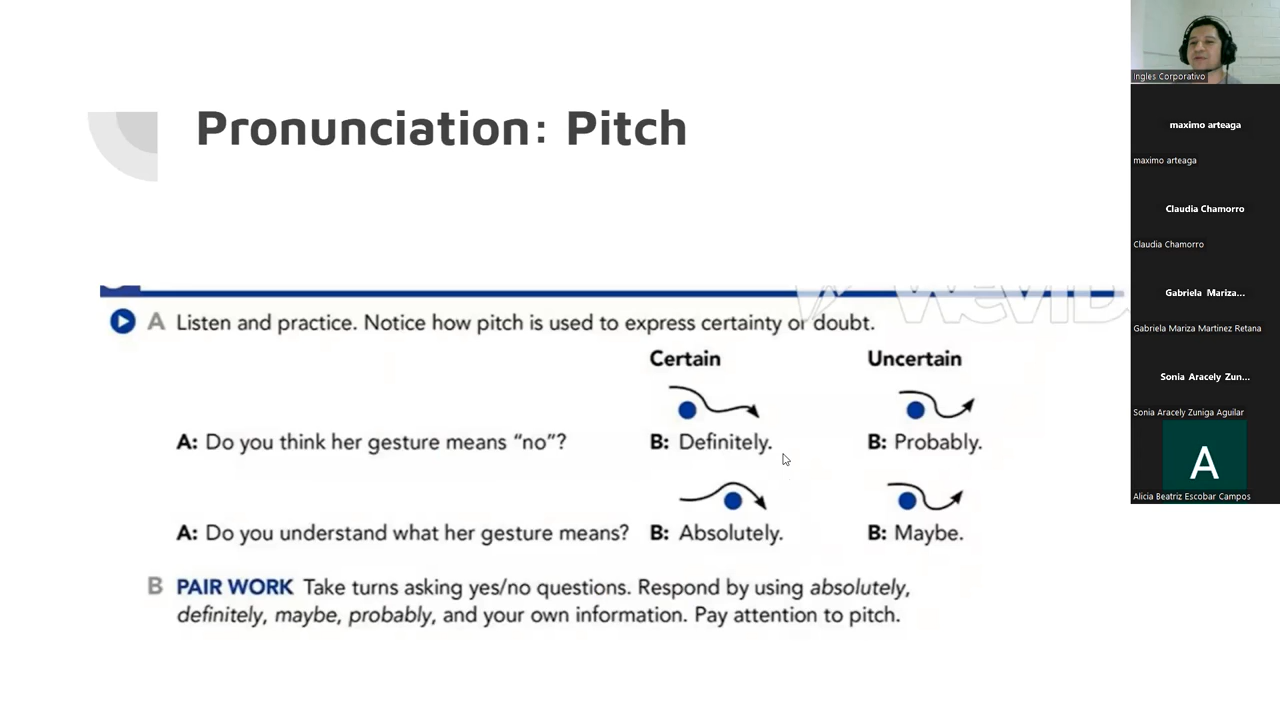 Pronunciation: Pitch
A Listen and practice. Notice how pitch is used to express certainty or doubt.
Certain Uncertain
A: Do you think her gesture means “no”? B: Definitely. B: Probably.
A: Do you understand what her gesture means? B: Absolutely. B: Maybe.
B PAIR WORK Take turns asking yes/no questions. Respond by using absolutely,
definitely, maybe, probably, and your own information. Pay attention to pitch.
Ingles Corporativo
maximo arteaga
maximo arteaga
Claudia Chamorro
Claudia Chamorro
Gabriela Mariza...
Gabriela Mariza Martinez Retana
Sonia Aracely Zun...
Sonia Aracely Zuniga Aguilar
A
Alicia Beatriz Escobar Campos